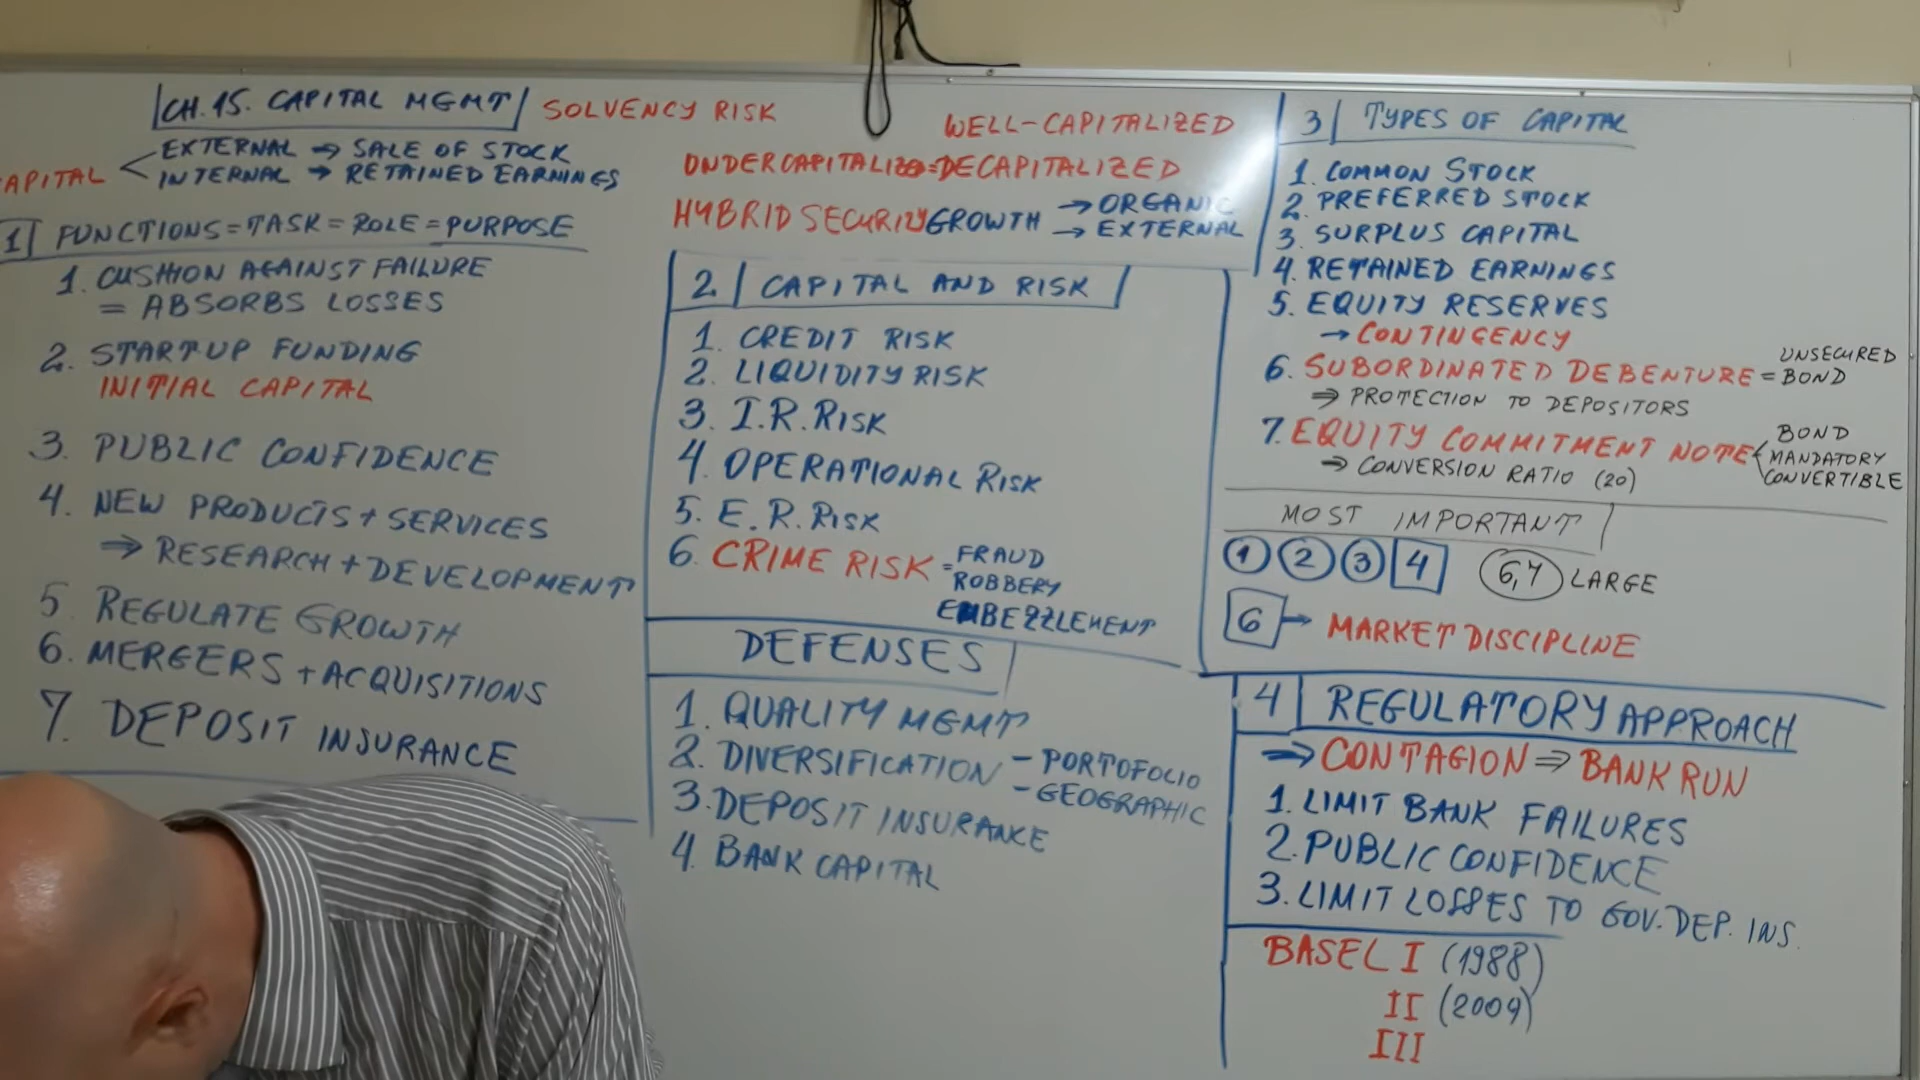 CH.15. CAPITAL MGMT
SOLVENCY RISK
APITAL
EXTERNAL → SALE OF STOCK
INTERNAL → RETAINED EARNINGS
1 FUNCTIONS = TASK = ROLE = PURPOSE
1. CUSHION AGAINST FAILURE
= ABSORBS LOSSES
2. STARTUP FUNDING
INITIAL CAPITAL
3. PUBLIC CONFIDENCE
4. NEW PRODUCTS + SERVICES
⇒ RESEARCH + DEVELOPMENT
5 REGULATE GROWTH
6. MERGERS + ACQUISITIONS
7. DEPOSIT INSURANCE
WELL-CAPITALIZED
UNDERCAPITALIZED=DECAPITALIZED
HYBRID SECURITY
GROWTH → ORGANIC
→ EXTERNAL
2. CAPITAL AND RISK
1. CREDIT RISK
2. LIQUIDITY RISK
3. I.R. RISK
4. OPERATIONAL RISK
5. E.R. RISK
6. CRIME RISK = FRAUD
ROBBERY
EMBEZZLEMENT
DEFENSES
1. QUALITY MGMT
2. DIVERSIFICATION - PORTOFOLIO
- GEOGRAPHIC
3. DEPOSIT INSURANCE
4. BANK CAPITAL
3 TYPES OF CAPITAL
1. COMMON STOCK
2. PREFERRED STOCK
3. SURPLUS CAPITAL
4. RETAINED EARNINGS
5. EQUITY RESERVES
→ CONTINGENCY
6. SUBORDINATED DEBENTURE = UNSECURED
BOND
⇒ PROTECTION TO DEPOSITORS
7. EQUITY COMMITMENT NOTE
BOND
MANDATORY
CONVERTIBLE
⇒ CONVERSION RATIO (20)
MOST IMPORTANT
1 2 3 4 6,7 LARGE
6 → MARKET DISCIPLINE
4 REGULATORY APPROACH
⇒ CONTAGION ⇒ BANK RUN
1. LIMIT BANK FAILURES
2. PUBLIC CONFIDENCE
3. LIMIT LOSSES TO GOV. DEP. INS.
BASEL I (1988)
II (2004)
III